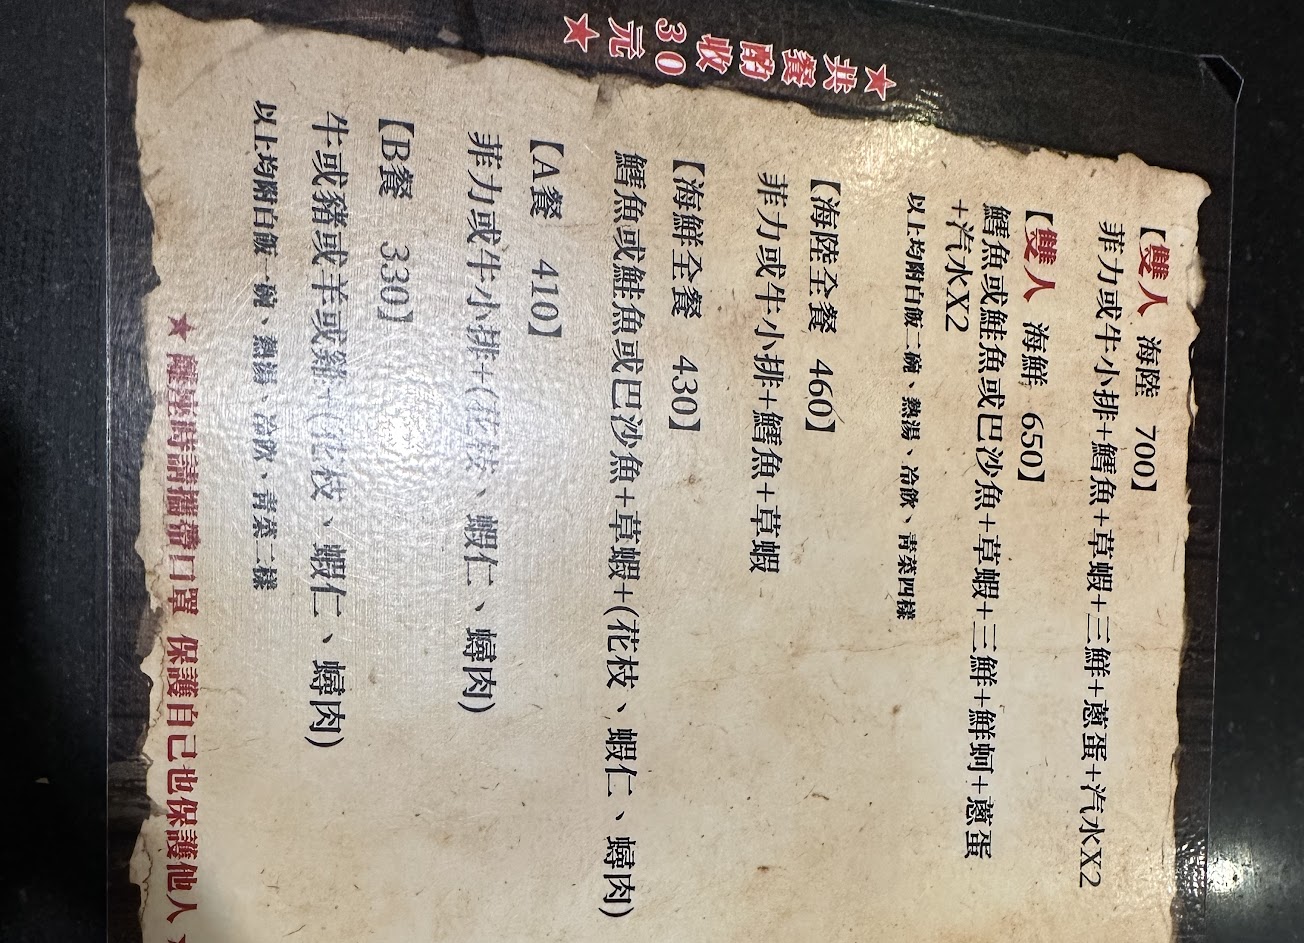 【雙人 海陸 700】
菲力或牛小排+鱈魚+草蝦+三鮮+蔥蛋+汽水X2
【雙人 海鮮 650】
鱈魚或鮭魚或巴沙魚+草蝦+三鮮+鮮蚵+蔥蛋
+汽水X2
以上均附白飯二碗、熱湯、冷飲、青菜四樣
【海陸全餐 460】
菲力或牛小排+鱈魚+草蝦
【海鮮全餐 430】
鱈魚或鮭魚或巴沙魚+草蝦+(花枝、蝦仁、蟳肉)
【A餐 410】
菲力或牛小排+(花枝、蝦仁、蟳肉)
【B餐 330】
牛或豬或羊或雞+(花枝、蝦仁、蟳肉)
以上均附白飯一碗、熱湯、冷飲、青菜二樣
★ 離座時請攜帶口罩 保護自己也保護他人 ★
★共餐酌收30元★